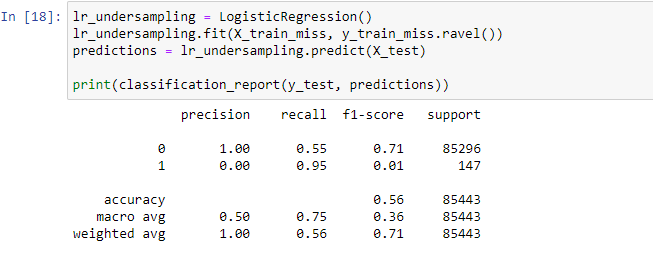 In [18]: lr_undersampling = LogisticRegression()
lr_undersampling.fit(X_train_miss, y_train_miss.ravel())
predictions = lr_undersampling.predict(X_test)
print(classification_report(y_test, predictions))
precision recall f1-score support
0 1.00 0.55 0.71 85296
1 0.00 0.95 0.01 147
accuracy 0.56 85443
macro avg 0.50 0.75 0.36 85443
weighted avg 1.00 0.56 0.71 85443